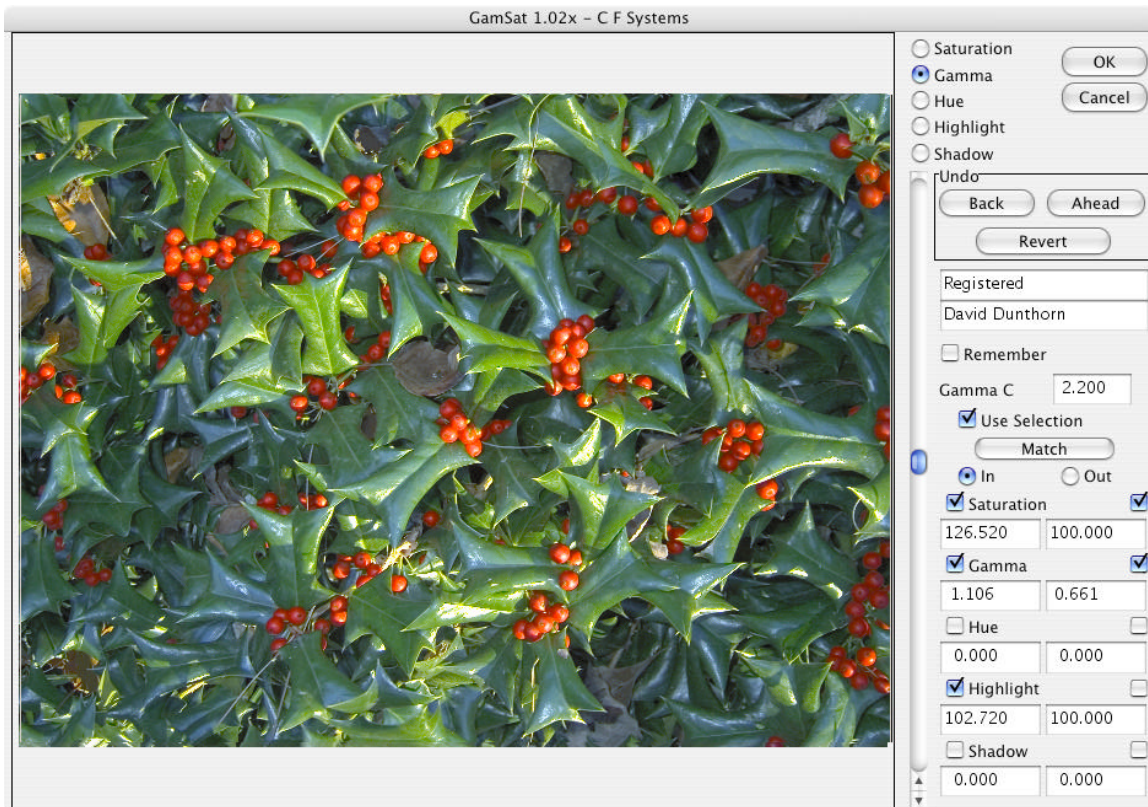 GamSat 1.02x – C F Systems
Saturation
OK
Gamma
Cancel
Hue
Highlight
Shadow
Undo
Back
Ahead
Revert
Registered
David Dunthorn
Remember
Gamma C 2.200
Use Selection
Match
In Out
Saturation
126.520 100.000
Gamma
1.106 0.661
Hue
0.000 0.000
Highlight
102.720 100.000
Shadow
0.000 0.000